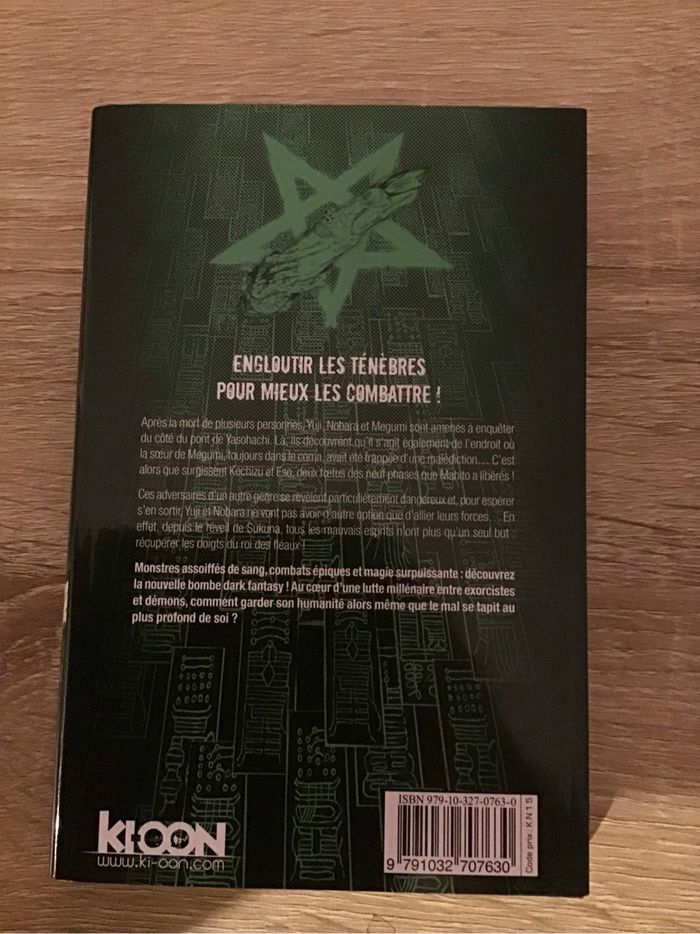 ENGLOUTIR LES TÉNÈBRES
POUR MIEUX LES COMBATTRE !
Après la mort de plusieurs personnes, Yuji, Nobara et Megumi sont amenés à enquêter
du côté du pont de Yasohachi. Là, ils découvrent qu'il s'agit également de l'endroit où
la sœur de Megumi, toujours dans le coma, avait été frappée d'une malédiction... C'est
alors que surgissent Kechizu et Eso, deux fœtus des neuf phases que Mahito a libérés !
Ces adversaires d'un autre genre se révèlent particulièrement dangereux et, pour espérer
s'en sortir, Yuji et Nobara ne vont pas avoir d'autre option que d'allier leurs forces... En
effet, depuis le réveil de Sukuna, tous les mauvais esprits n'ont plus qu'un seul but :
récupérer les doigts du roi des fléaux !
Monstres assoiffés de sang, combats épiques et magie surpuissante : découvrez
la nouvelle bombe dark fantasy ! Au cœur d'une lutte millénaire entre exorcistes
et démons, comment garder son humanité alors même que le mal se tapit au
plus profond de soi ?
KI-OON
www.ki-oon.com
ISBN 979-10-327-0763-0
9 791032 707630
Code prix : KN15